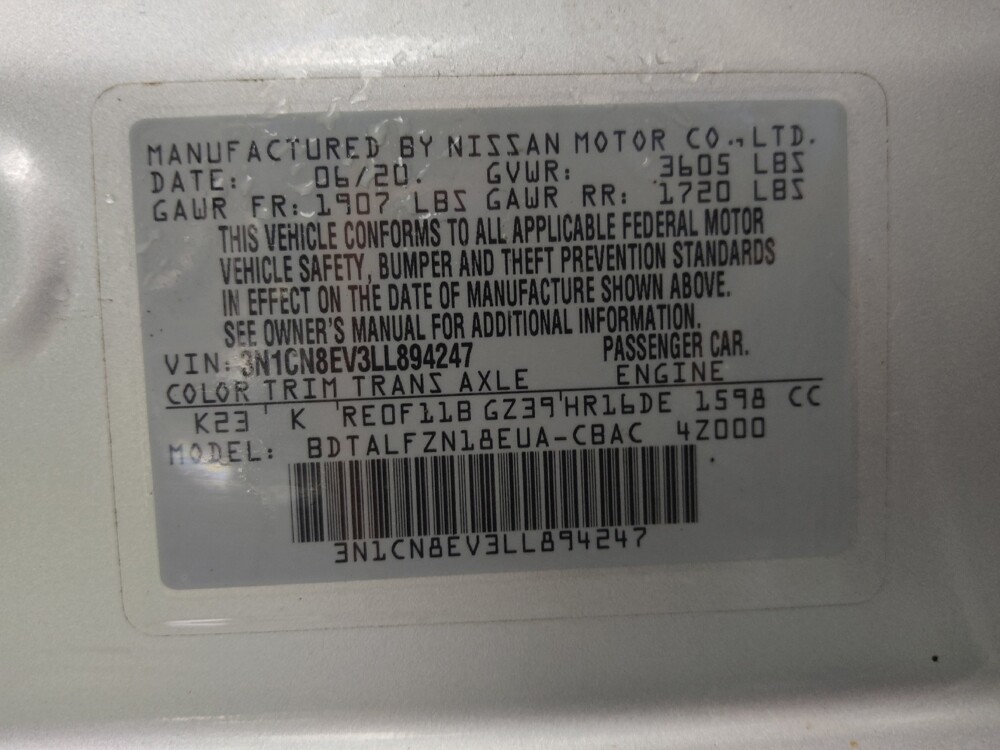 MANUFACTURED BY NISSAN MOTOR CO., LTD.
DATE: 06/20. GVWR: 3605 LBS
GAWR FR: 1907 LBS GAWR RR: 1720 LBS
THIS VEHICLE CONFORMS TO ALL APPLICABLE FEDERAL MOTOR
VEHICLE SAFETY, BUMPER AND THEFT PREVENTION STANDARDS
IN EFFECT ON THE DATE OF MANUFACTURE SHOWN ABOVE.
SEE OWNER'S MANUAL FOR ADDITIONAL INFORMATION.
VIN: 3N1CN8EV3LL894247 PASSENGER CAR.
COLOR TRIM TRANS AXLE ENGINE
K23 K RE0F11B GZ39 HR16DE 1598 CC
MODEL: BDTALFZN18EUA-CBAC 4Z000
3N1CN8EV3LL894247